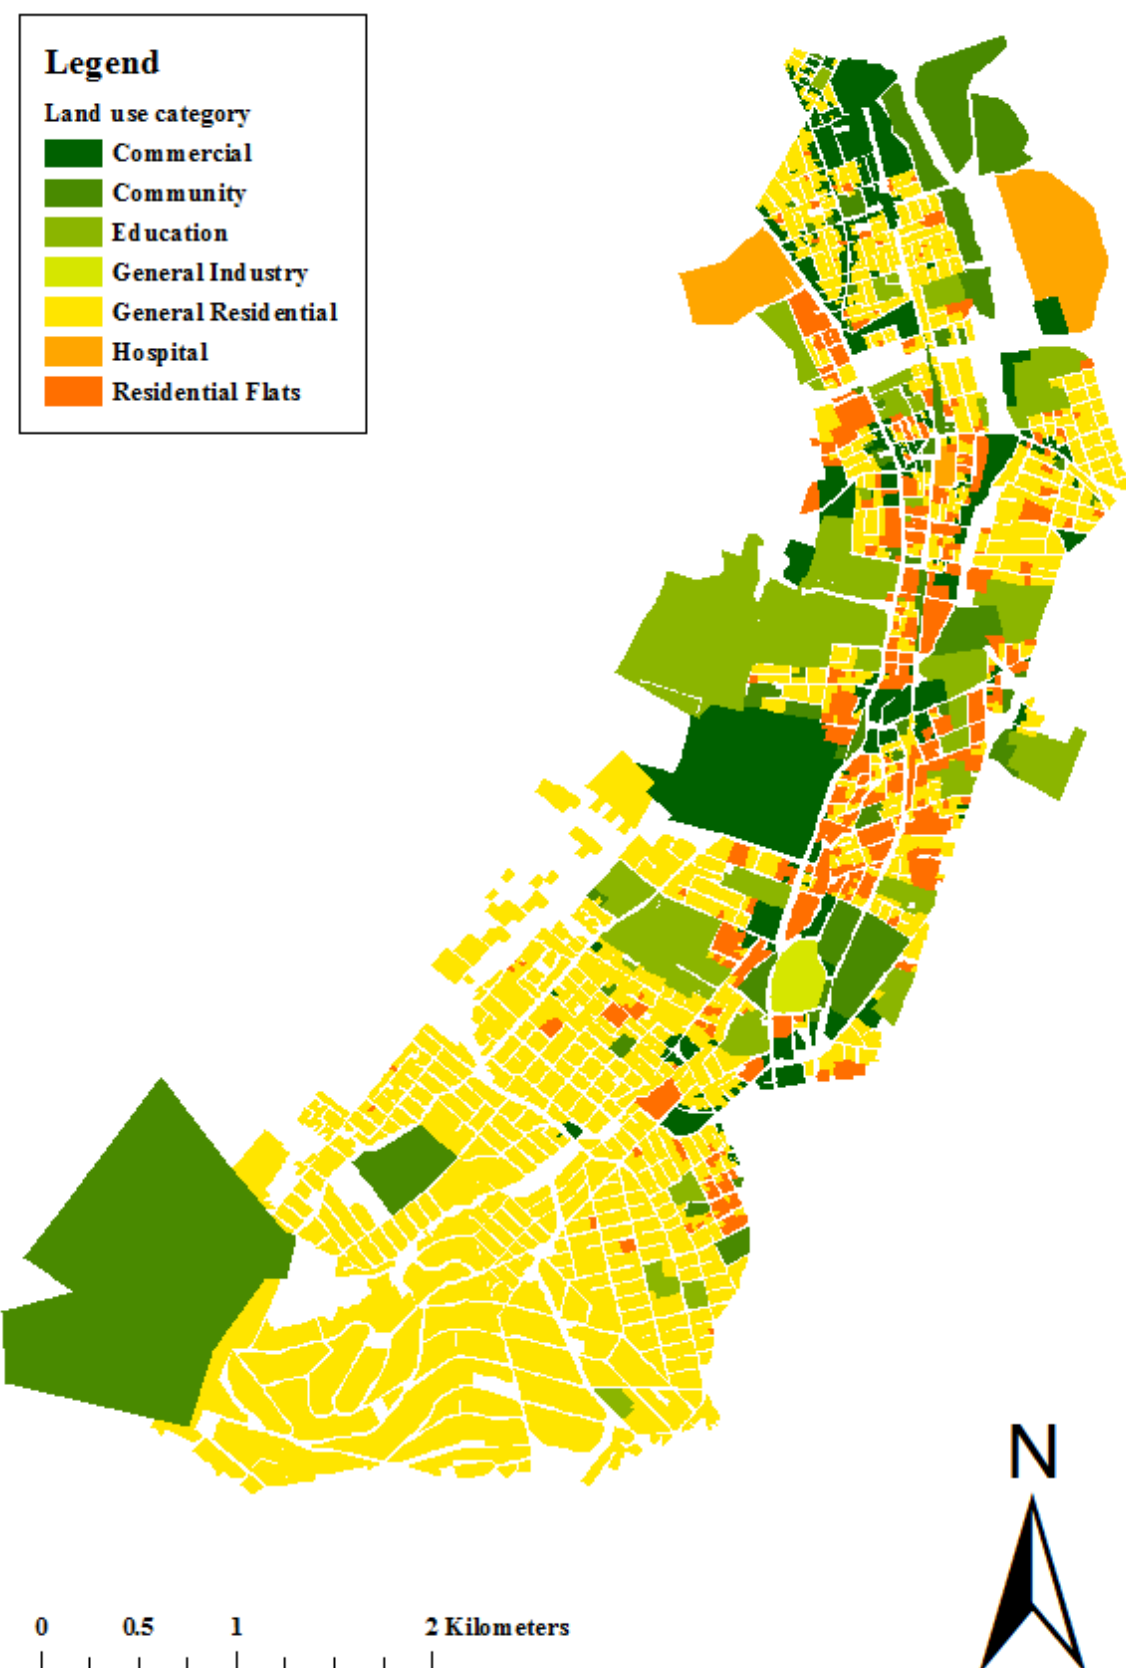 Legend
Land use category
Commercial
Community
Education
General Industry
General Residential
Hospital
Residential Flats
N
0 0.5 1 2 Kilometers